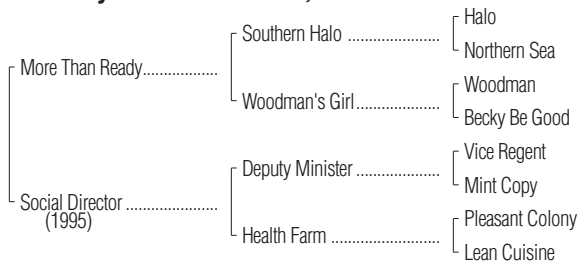 Halo
Southern Halo
Northern Sea
More Than Ready
Woodman
Woodman's Girl
Becky Be Good
Vice Regent
Deputy Minister
Mint Copy
Social Director
(1995)
Pleasant Colony
Health Farm
Lean Cuisine